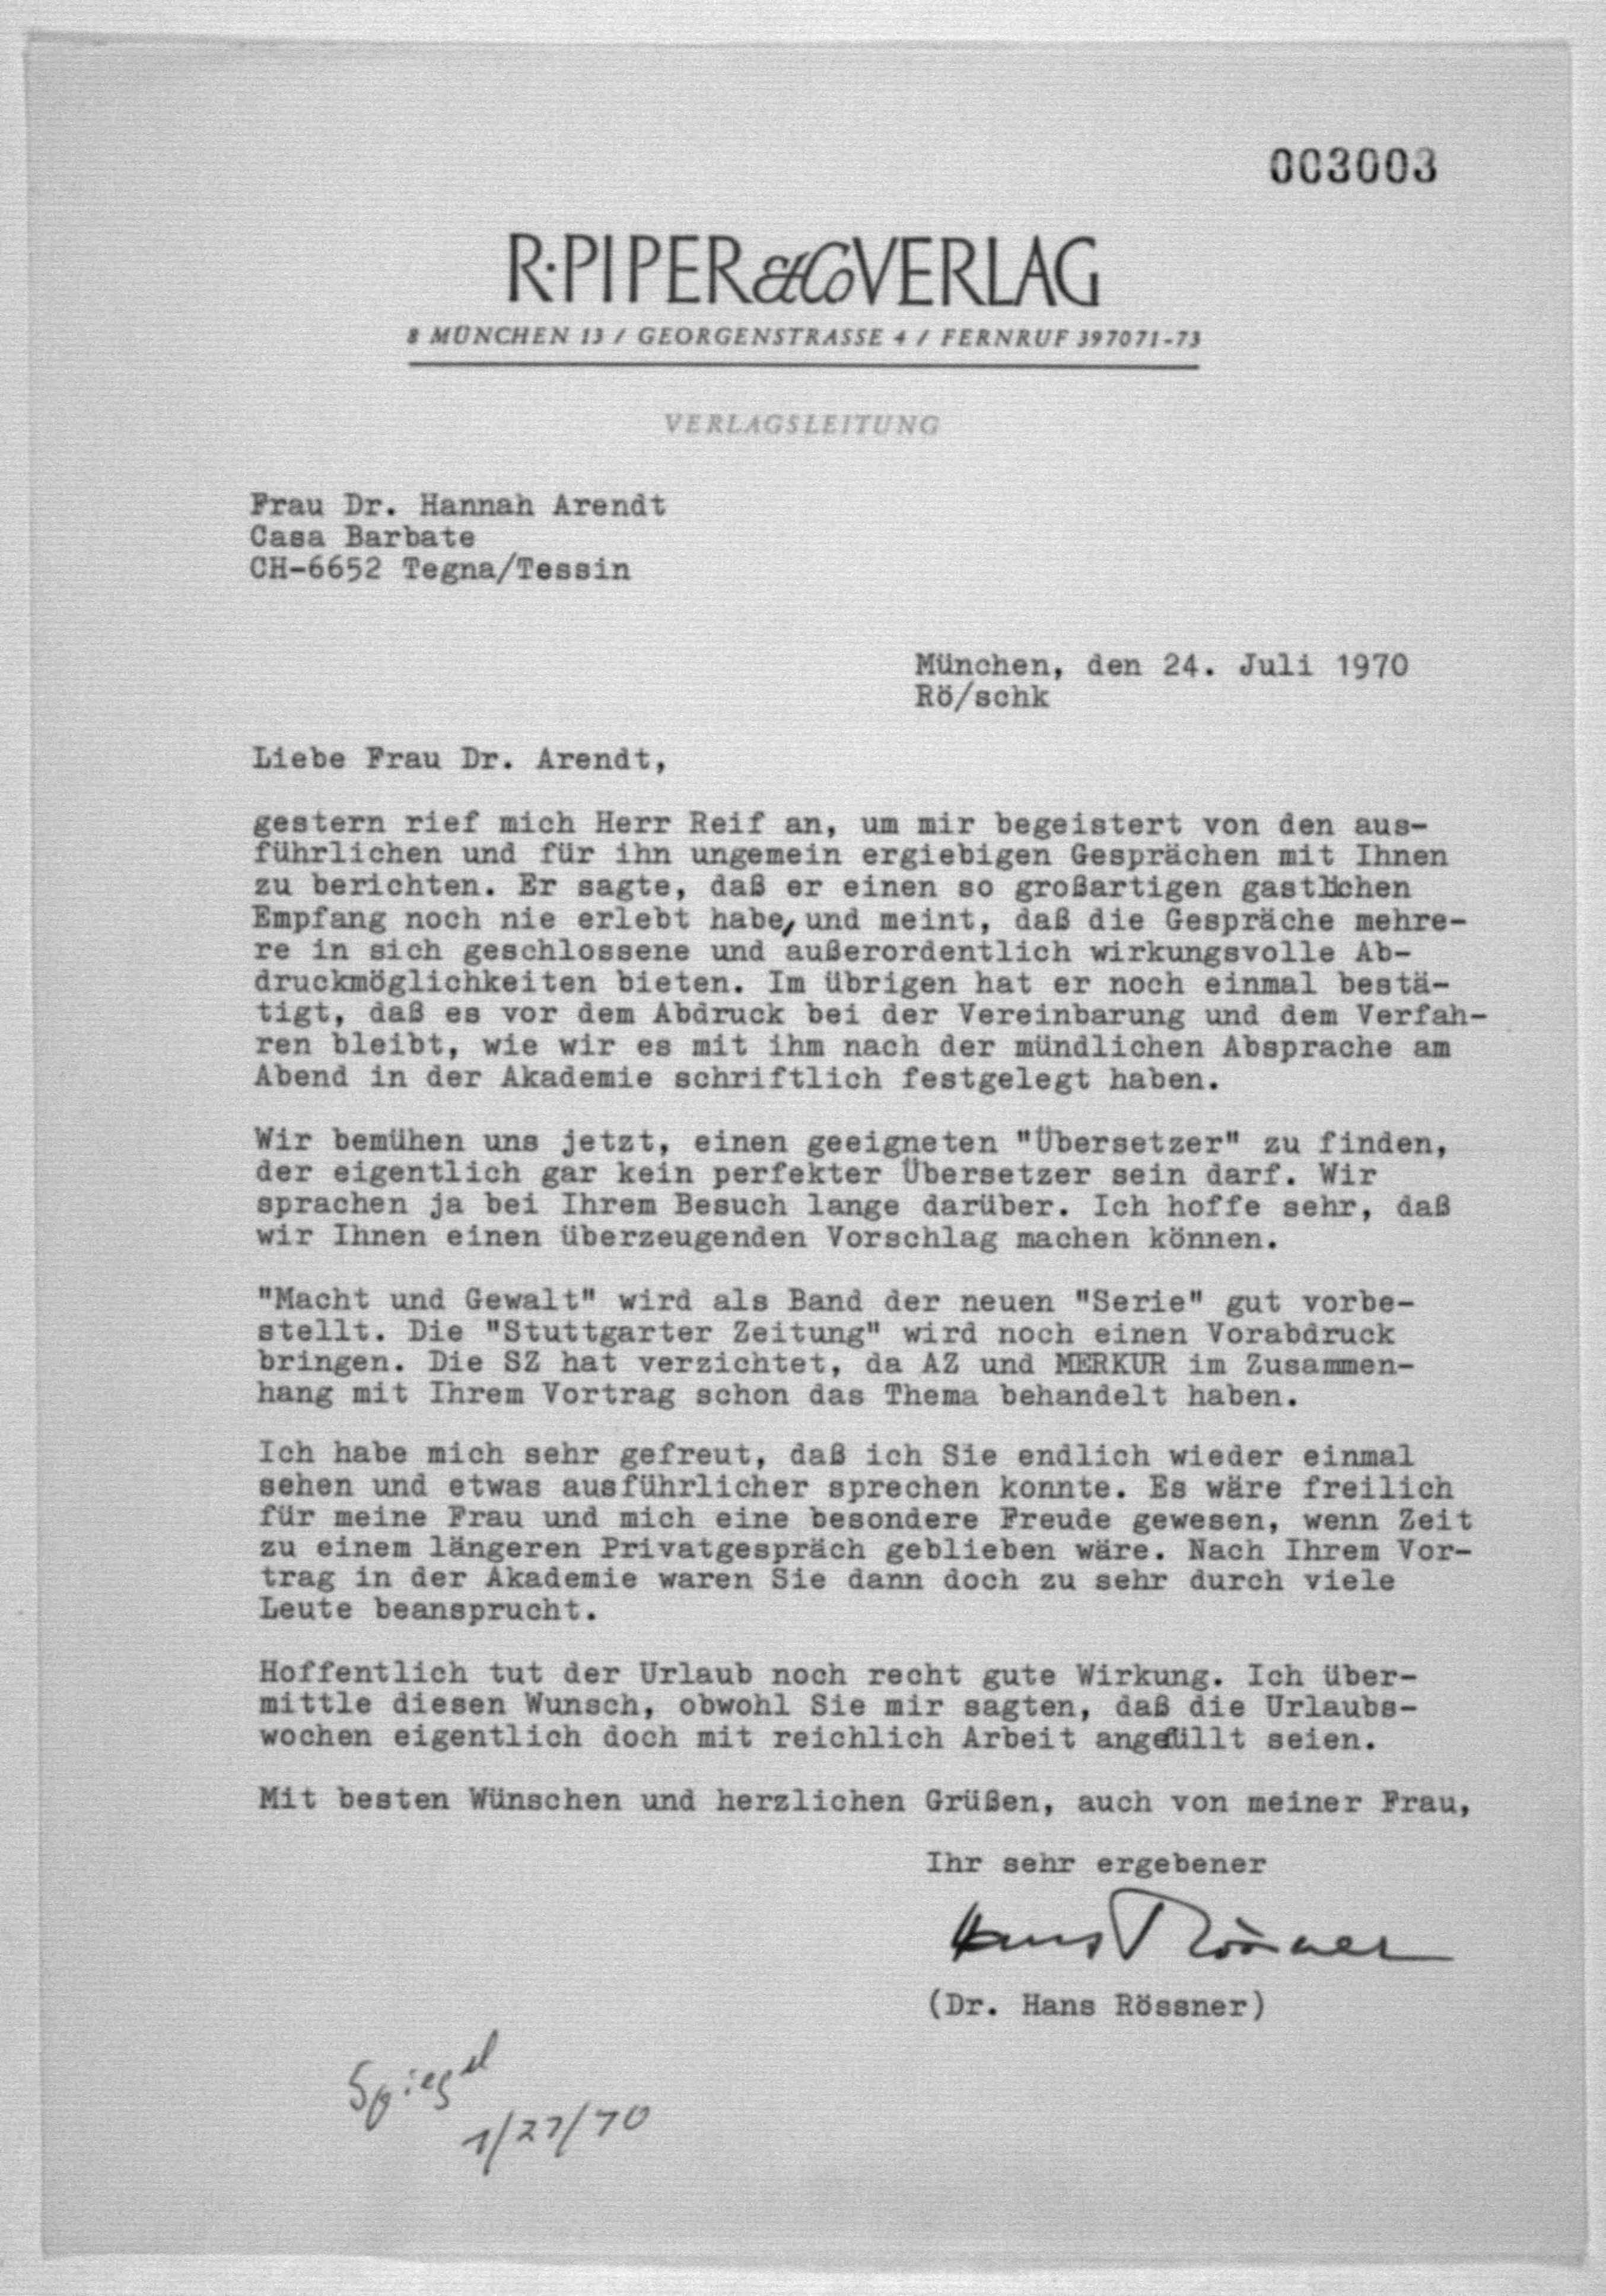 003003
R·PIPER & Co VERLAG
8 MÜNCHEN 13 / GEORGENSTRASSE 4 / FERNRUF 397071-73
VERLAGSLEITUNG
Frau Dr. Hannah Arendt
Casa Barbate
CH-6652 Tegna/Tessin
München, den 24. Juli 1970
Rö/schk
Liebe Frau Dr. Arendt,
gestern rief mich Herr Reif an, um mir begeistert von den aus-
führlichen und für ihn ungemein ergiebigen Gesprächen mit Ihnen
zu berichten. Er sagte, daß er einen so großartigen gastlichen
Empfang noch nie erlebt habe, und meint, daß die Gespräche mehre-
re in sich geschlossene und außerordentlich wirkungsvolle Ab-
druckmöglichkeiten bieten. Im übrigen hat er noch einmal bestä-
tigt, daß es vor dem Abdruck bei der Vereinbarung und dem Verfah-
ren bleibt, wie wir es mit ihm nach der mündlichen Absprache am
Abend in der Akademie schriftlich festgelegt haben.
Wir bemühen uns jetzt, einen geeigneten "Übersetzer" zu finden,
der eigentlich gar kein perfekter Übersetzer sein darf. Wir
sprachen ja bei Ihrem Besuch lange darüber. Ich hoffe sehr, daß
wir Ihnen einen überzeugenden Vorschlag machen können.
"Macht und Gewalt" wird als Band der neuen "Serie" gut vorbe-
stellt. Die "Stuttgarter Zeitung" wird noch einen Vorabdruck
bringen. Die SZ hat verzichtet, da AZ und MERKUR im Zusammen-
hang mit Ihrem Vortrag schon das Thema behandelt haben.
Ich habe mich sehr gefreut, daß ich Sie endlich wieder einmal
sehen und etwas ausführlicher sprechen konnte. Es wäre freilich
für meine Frau und mich eine besondere Freude gewesen, wenn Zeit
zu einem längeren Privatgespräch geblieben wäre. Nach Ihrem Vor-
trag in der Akademie waren Sie dann doch zu sehr durch viele
Leute beansprucht.
Hoffentlich tut der Urlaub noch recht gute Wirkung. Ich über-
mittle diesen Wunsch, obwohl Sie mir sagten, daß die Urlaubs-
wochen eigentlich doch mit reichlich Arbeit angefüllt seien.
Mit besten Wünschen und herzlichen Grüßen, auch von meiner Frau,
Ihr sehr ergebener
Hans Rössner
(Dr. Hans Rössner)
Spiegel
1/27/70